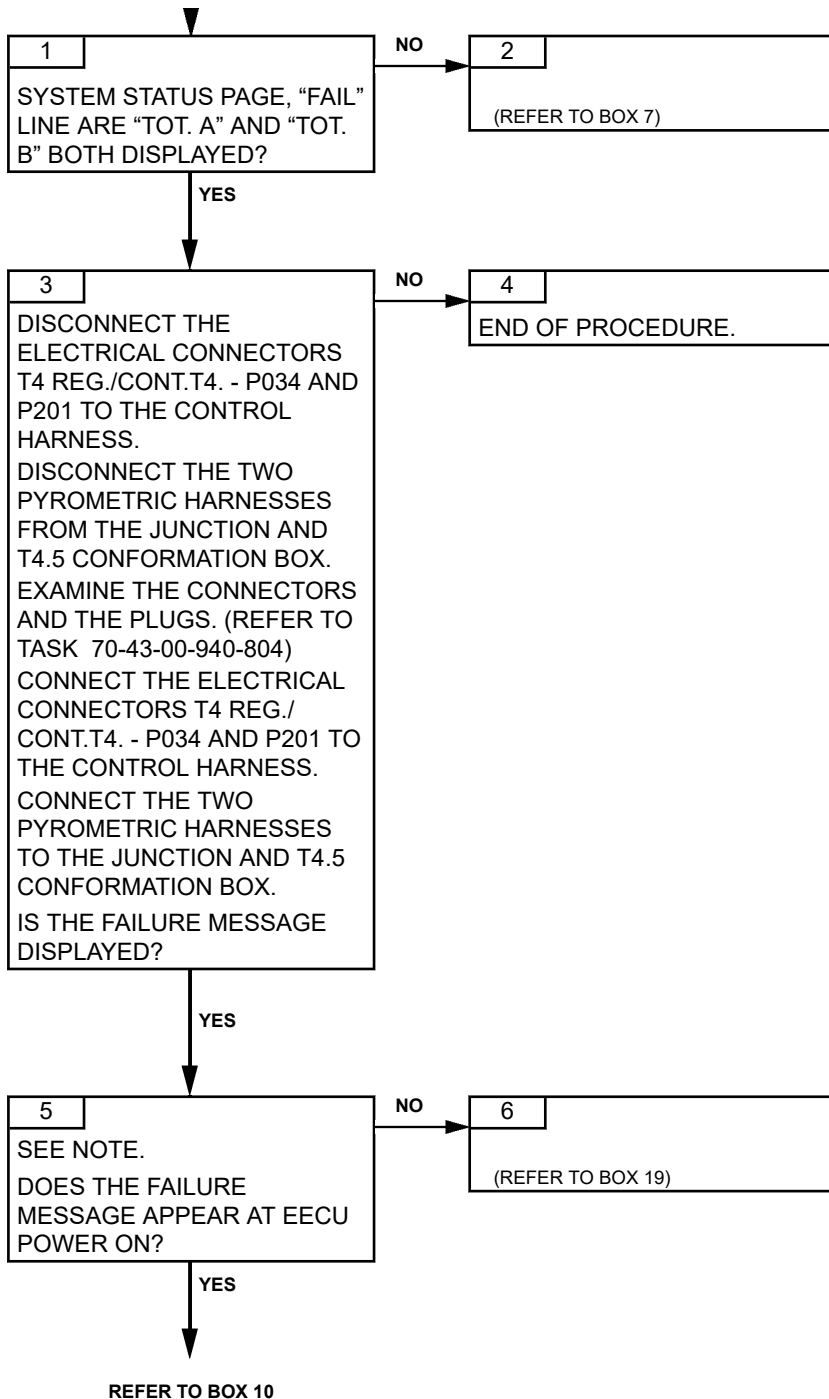 1
SYSTEM STATUS PAGE, “FAIL”
LINE ARE “TOT. A” AND “TOT.
B” BOTH DISPLAYED?
NO
2
(REFER TO BOX 7)
YES
3
DISCONNECT THE
ELECTRICAL CONNECTORS
T4 REG./CONT.T4. - P034 AND
P201 TO THE CONTROL
HARNESS.
DISCONNECT THE TWO
PYROMETRIC HARNESSES
FROM THE JUNCTION AND
T4.5 CONFORMATION BOX.
EXAMINE THE CONNECTORS
AND THE PLUGS. (REFER TO
TASK 70-43-00-940-804)
CONNECT THE ELECTRICAL
CONNECTORS T4 REG./
CONT.T4. - P034 AND P201 TO
THE CONTROL HARNESS.
CONNECT THE TWO
PYROMETRIC HARNESSES
TO THE JUNCTION AND T4.5
CONFORMATION BOX.
IS THE FAILURE MESSAGE
DISPLAYED?
NO
4
END OF PROCEDURE.
YES
5
SEE NOTE.
DOES THE FAILURE
MESSAGE APPEAR AT EECU
POWER ON?
NO
6
(REFER TO BOX 19)
YES
REFER TO BOX 10